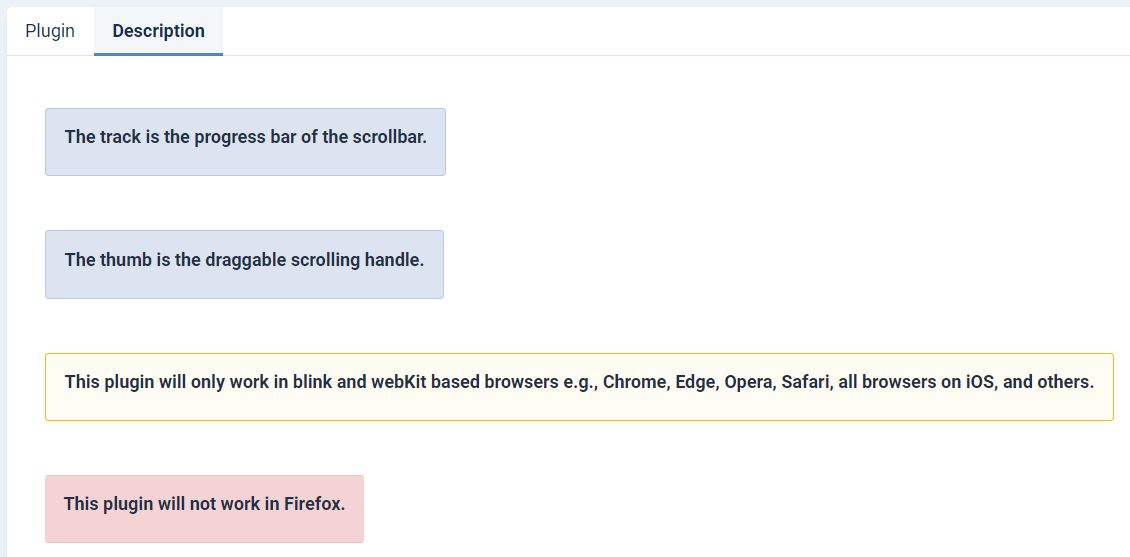 Plugin Description
The track is the progress bar of the scrollbar.
The thumb is the draggable scrolling handle.
This plugin will only work in blink and webKit based browsers e.g., Chrome, Edge, Opera, Safari, all browsers on iOS, and others.
This plugin will not work in Firefox.